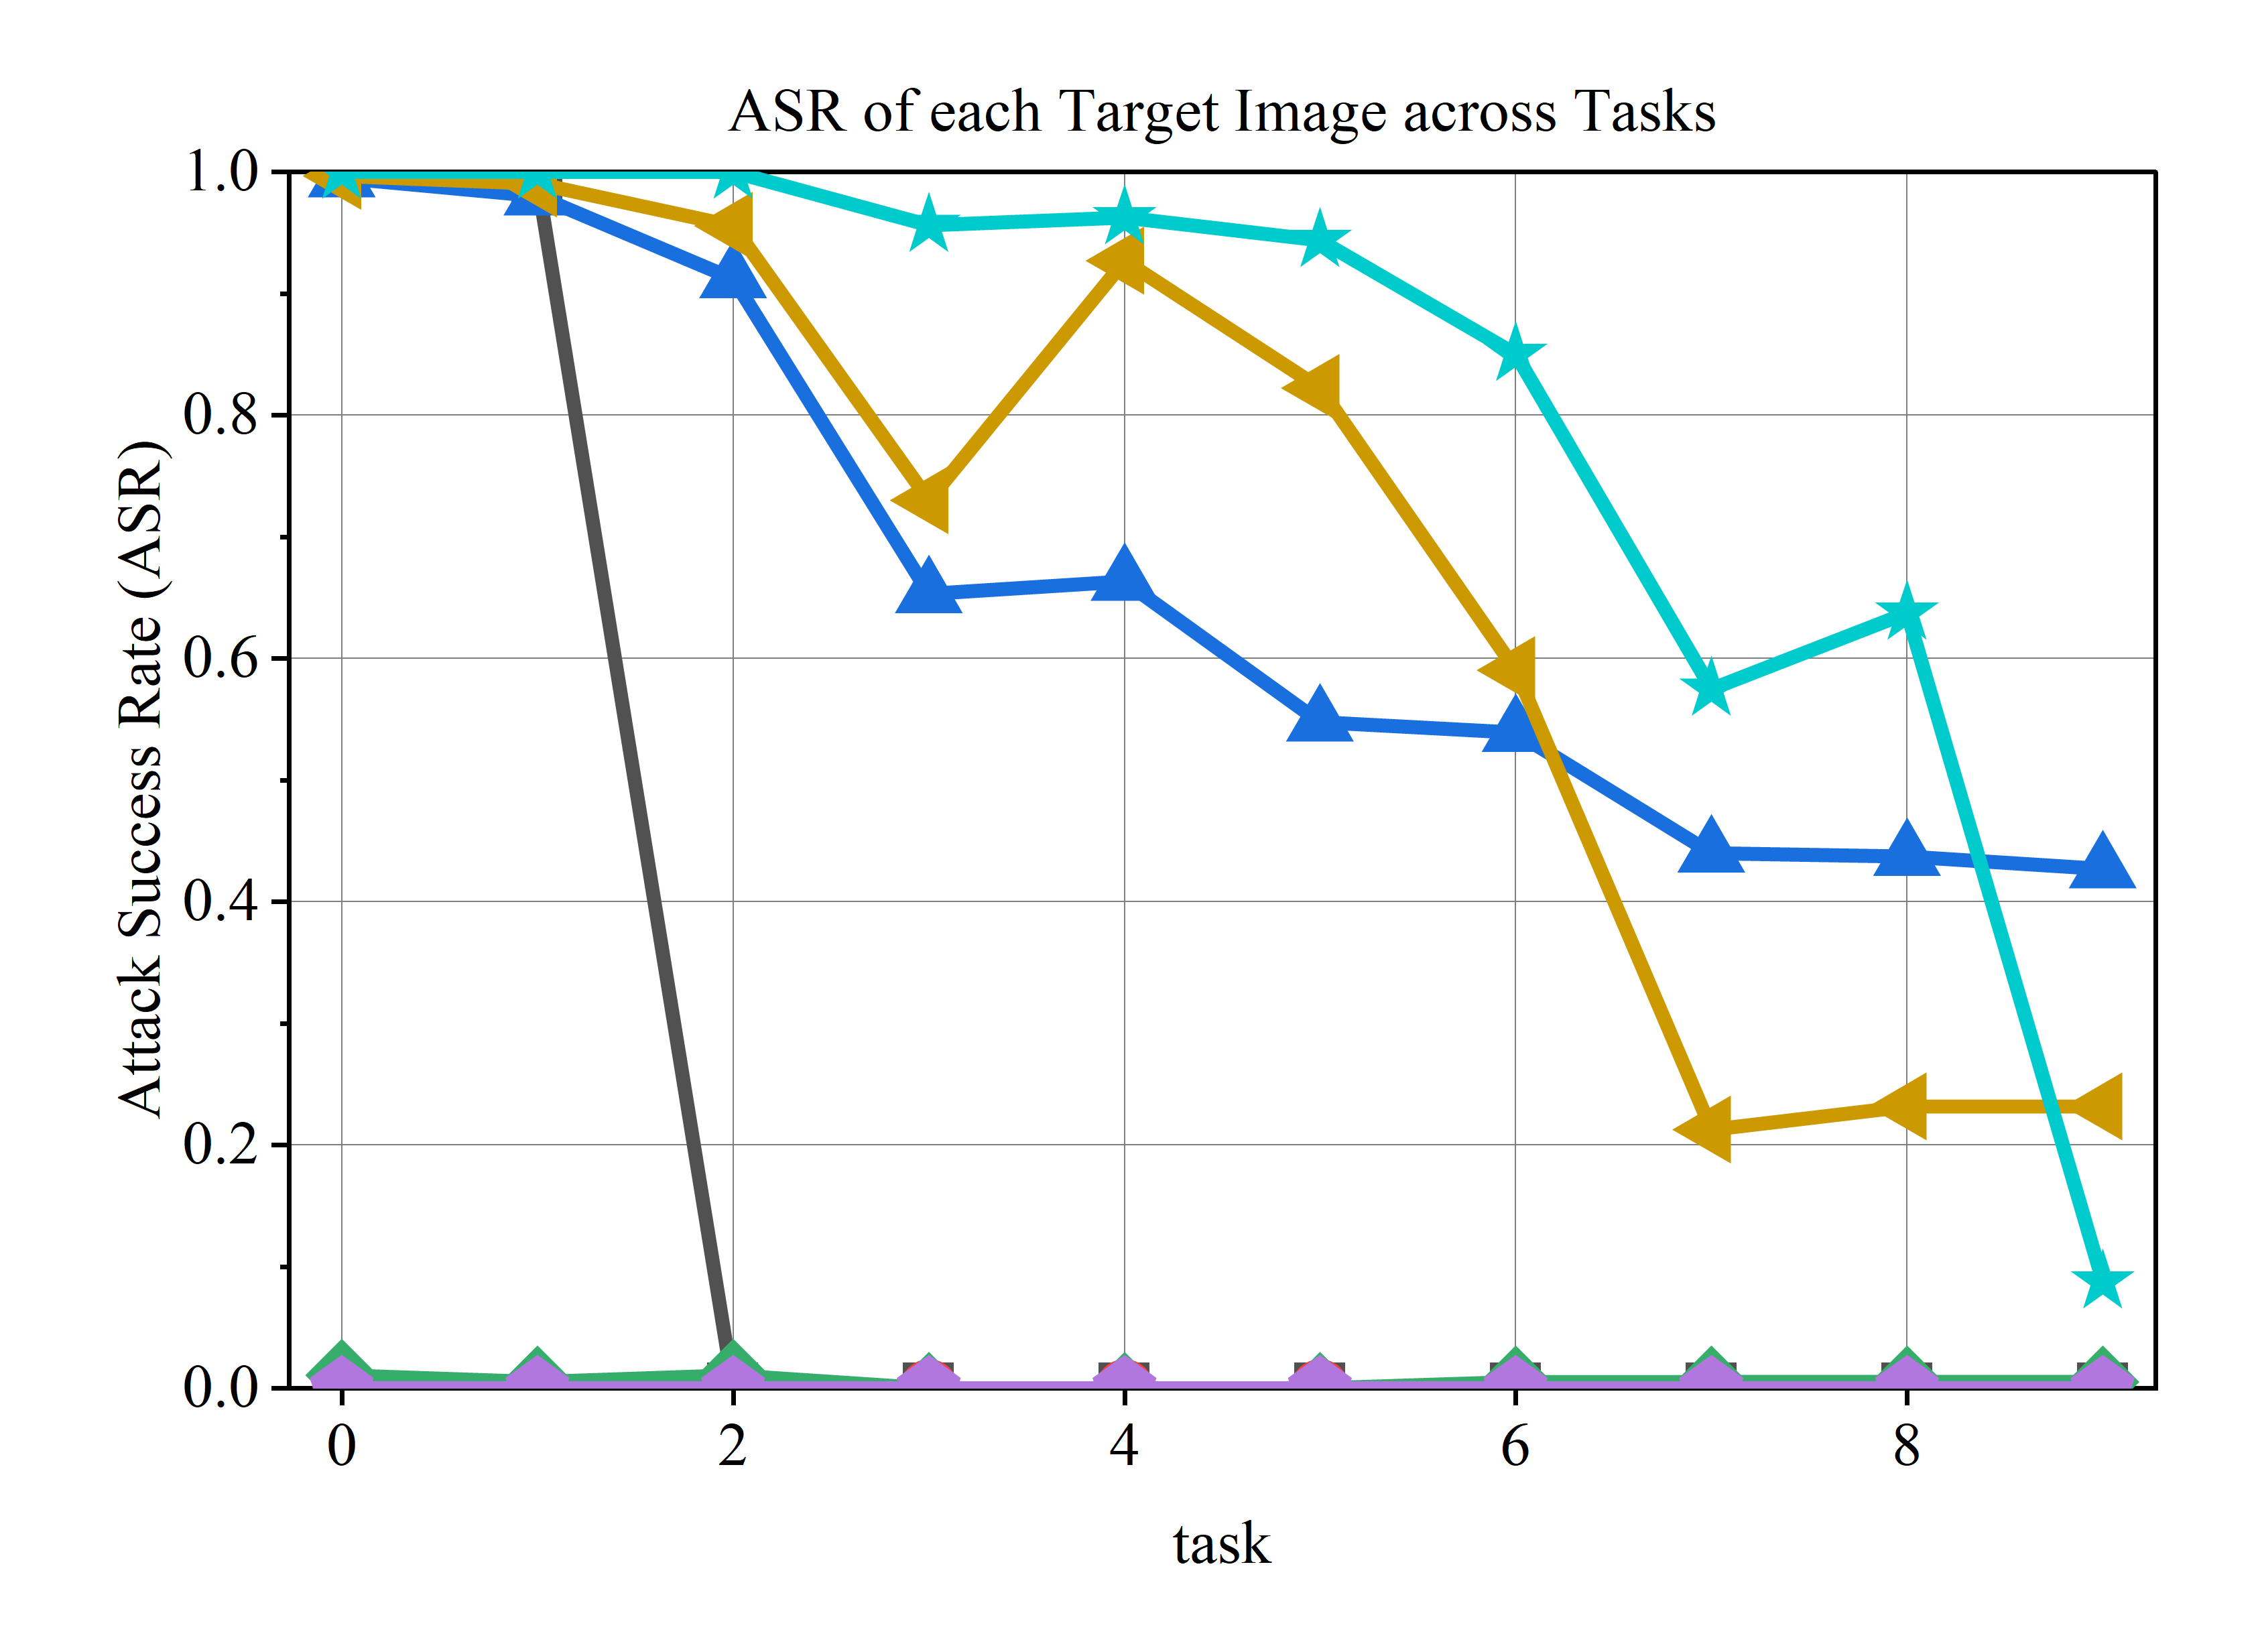 ASR of each Target Image across Tasks
1.0
0.8
0.6
0.4
0.2
0.0
Attack Success Rate (ASR)
0 2 4 6 8
task